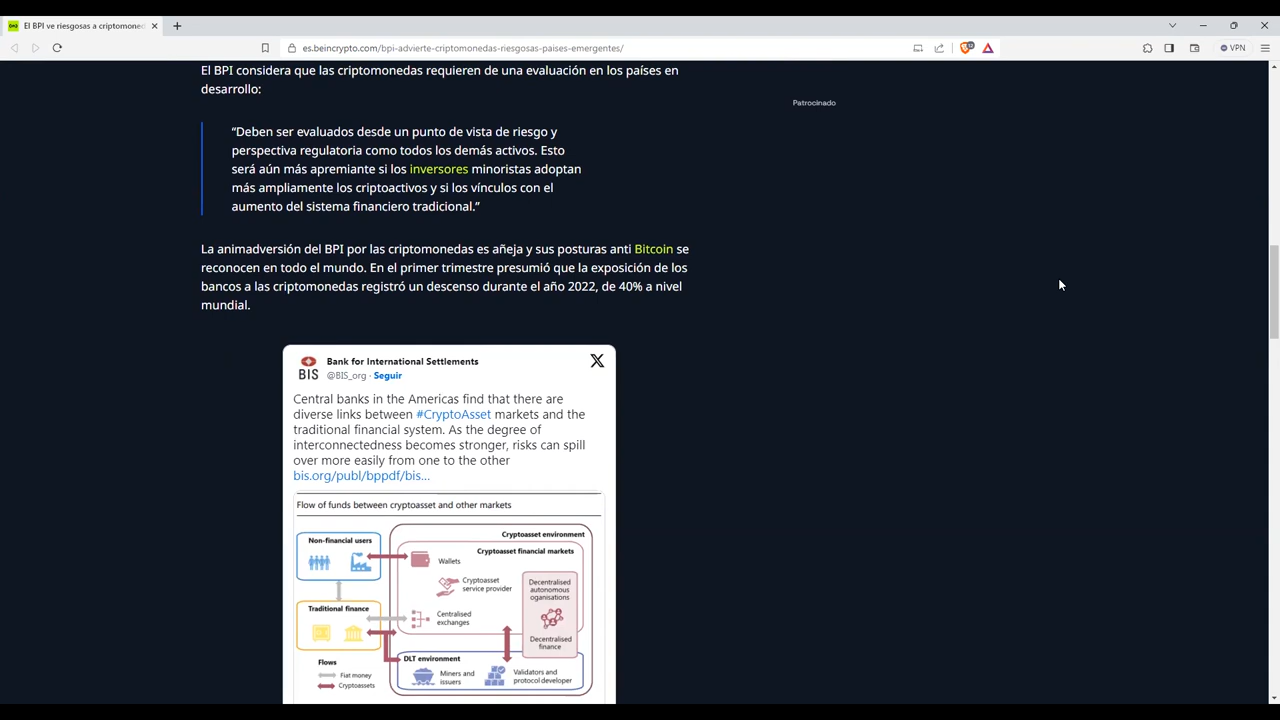 El BPI ve riesgosas a criptomoned
VPN
es.beincrypto.com/bpi-advierte-criptomonedas-riesgosas-paises-emergentes/
El BPI considera que las criptomonedas requieren de una evaluación en los países en
desarrollo:
Patrocinado
“Deben ser evaluados desde un punto de vista de riesgo y
perspectiva regulatoria como todos los demás activos. Esto
será aún más apremiante si los inversores minoristas adoptan
más ampliamente los criptoactivos y si los vínculos con el
aumento del sistema financiero tradicional.”
La animadversión del BPI por las criptomonedas es añeja y sus posturas anti Bitcoin se
reconocen en todo el mundo. En el primer trimestre presumió que la exposición de los
bancos a las criptomonedas registró un descenso durante el año 2022, de 40% a nivel
mundial.
Bank for International Settlements
BIS
@BIS_org · Seguir
Central banks in the Americas find that there are
diverse links between #CryptoAsset markets and the
traditional financial system. As the degree of
interconnectedness becomes stronger, risks can spill
over more easily from one to the other
bis.org/publ/bppdf/bis...
Flow of funds between cryptoasset and other markets
Cryptoasset environment
Non-financial users
Cryptoasset financial markets
Wallets
Cryptoasset
service provider
Decentralised
autonomous
oganisations
Traditional finance
Centralised
exchanges
Decentralised
finance
Flows
Fiat money
Cryptoassets
DLT environment
Miners and
issuers
Validators and
protocol developer